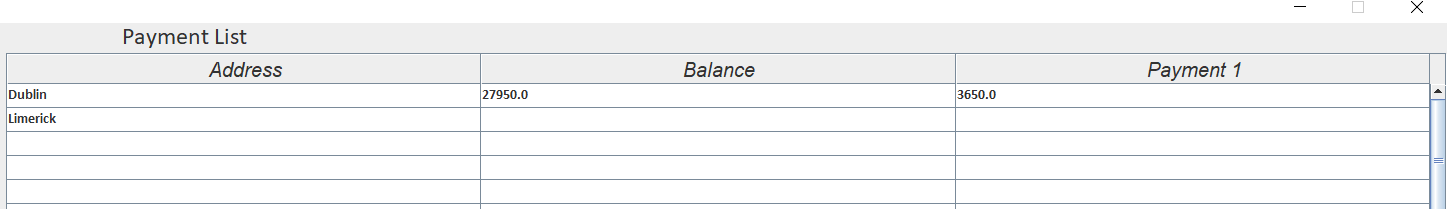 Payment List
Address Balance Payment 1
Dublin 27950.0 3650.0
Limerick